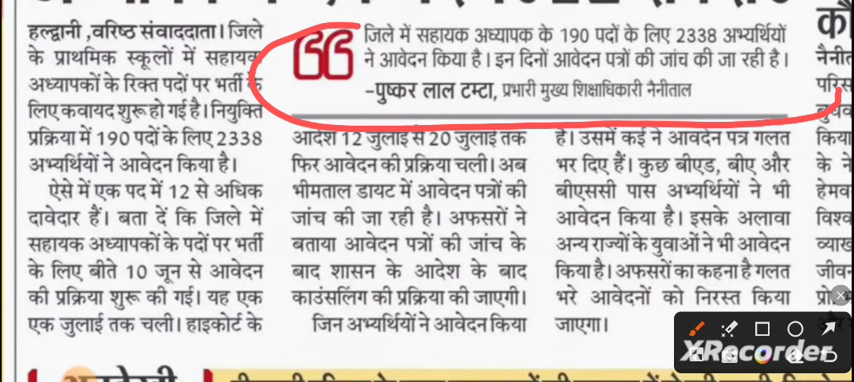 हल्द्वानी ,वरिष्ठ संवाददाता। जिले
के प्राथमिक स्कूलों में सहायक
अध्यापकों के रिक्त पदों पर भर्ती के
लिए कवायद शुरू हो गई है। नियुक्ति
प्रक्रिया में 190 पदों के लिए 2338
अभ्यर्थियों ने आवेदन किया है।
ऐसे में एक पद में 12 से अधिक
दावेदार हैं। बता दें कि जिले में
सहायक अध्यापकों के पदों पर भर्ती
के लिए बीते 10 जून से आवेदन
की प्रक्रिया शुरू की गई। यह एक
एक जुलाई तक चली। हाइकोर्ट के
जिले में सहायक अध्यापक के 190 पदों के लिए 2338 अभ्यर्थियों
ने आवेदन किया है। इन दिनों आवेदन पत्रों की जांच की जा रही है।
-पुष्कर लाल टम्टा, प्रभारी मुख्य शिक्षाधिकारी नैनीताल
आदेश 12 जुलाई से 20 जुलाई तक
फिर आवेदन की प्रक्रिया चली। अब
भीमताल डायट में आवेदन पत्रों की
जांच की जा रही है। अफसरों ने
बताया आवेदन पत्रों की जांच के
बाद शासन के आदेश के बाद
काउंसलिंग की प्रक्रिया की जाएगी।
जिन अभ्यर्थियों ने आवेदन किया
है। उसमें कई ने आवदेन पत्र गलत
भर दिए हैं। कुछ बीएड, बीए और
बीएससी पास अभ्यर्थियों ने भी
आवेदन किया है। इसके अलावा
अन्य राज्यों के युवाओं ने भी आवेदन
किया है। अफसरों का कहना है गलत
भरे आवेदनों को निरस्त किया
जाएगा।
कौ
नैनीत
परिस
किया
के ने
हेमव
विश्व
व्याख
जीवन
XRecorder